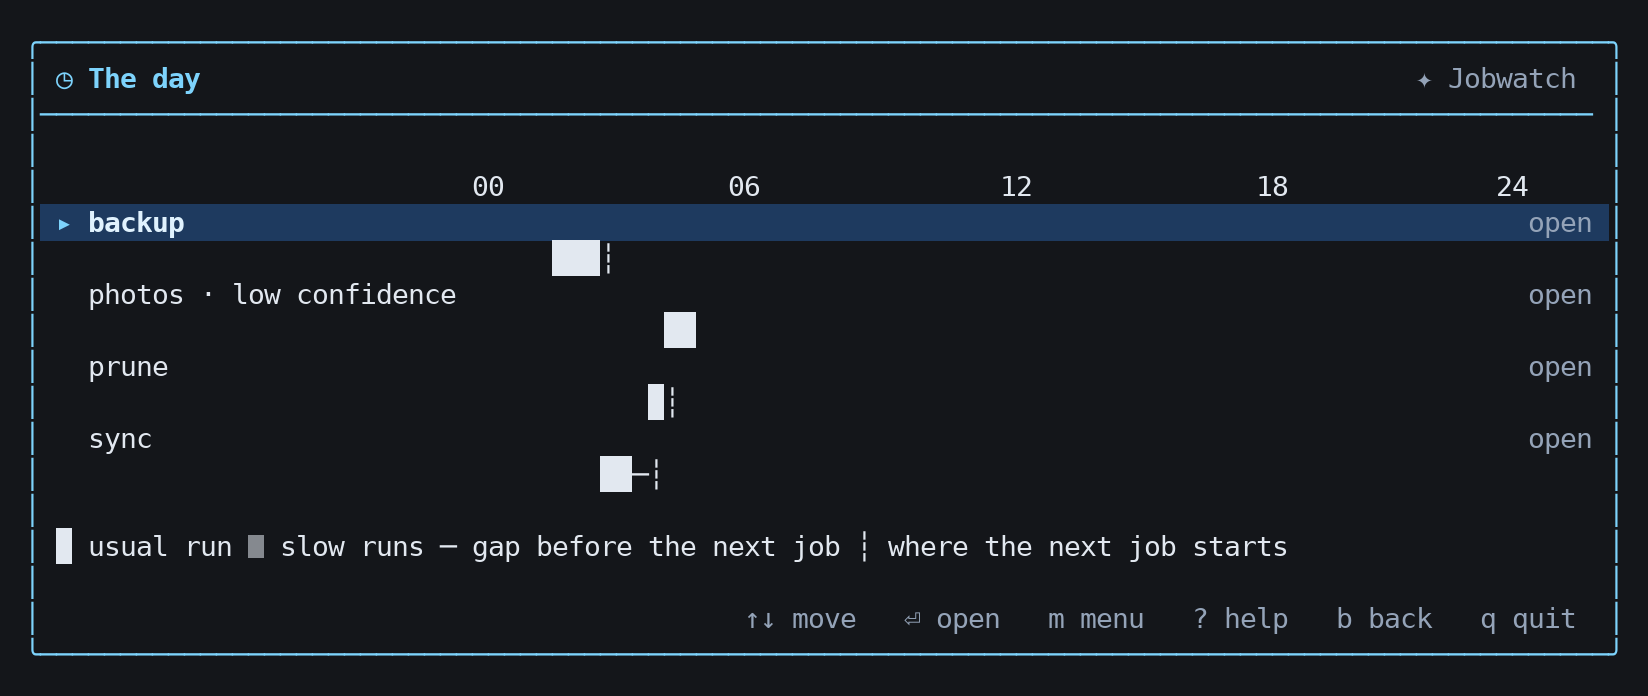 ◷ The day ✦ Jobwatch
00 06 12 18 24
▸ backup open
photos · low confidence open
prune open
sync open
█ usual run ■ slow runs ─ gap before the next job ┆ where the next job starts
↑↓ move ⏎ open m menu ? help b back q quit